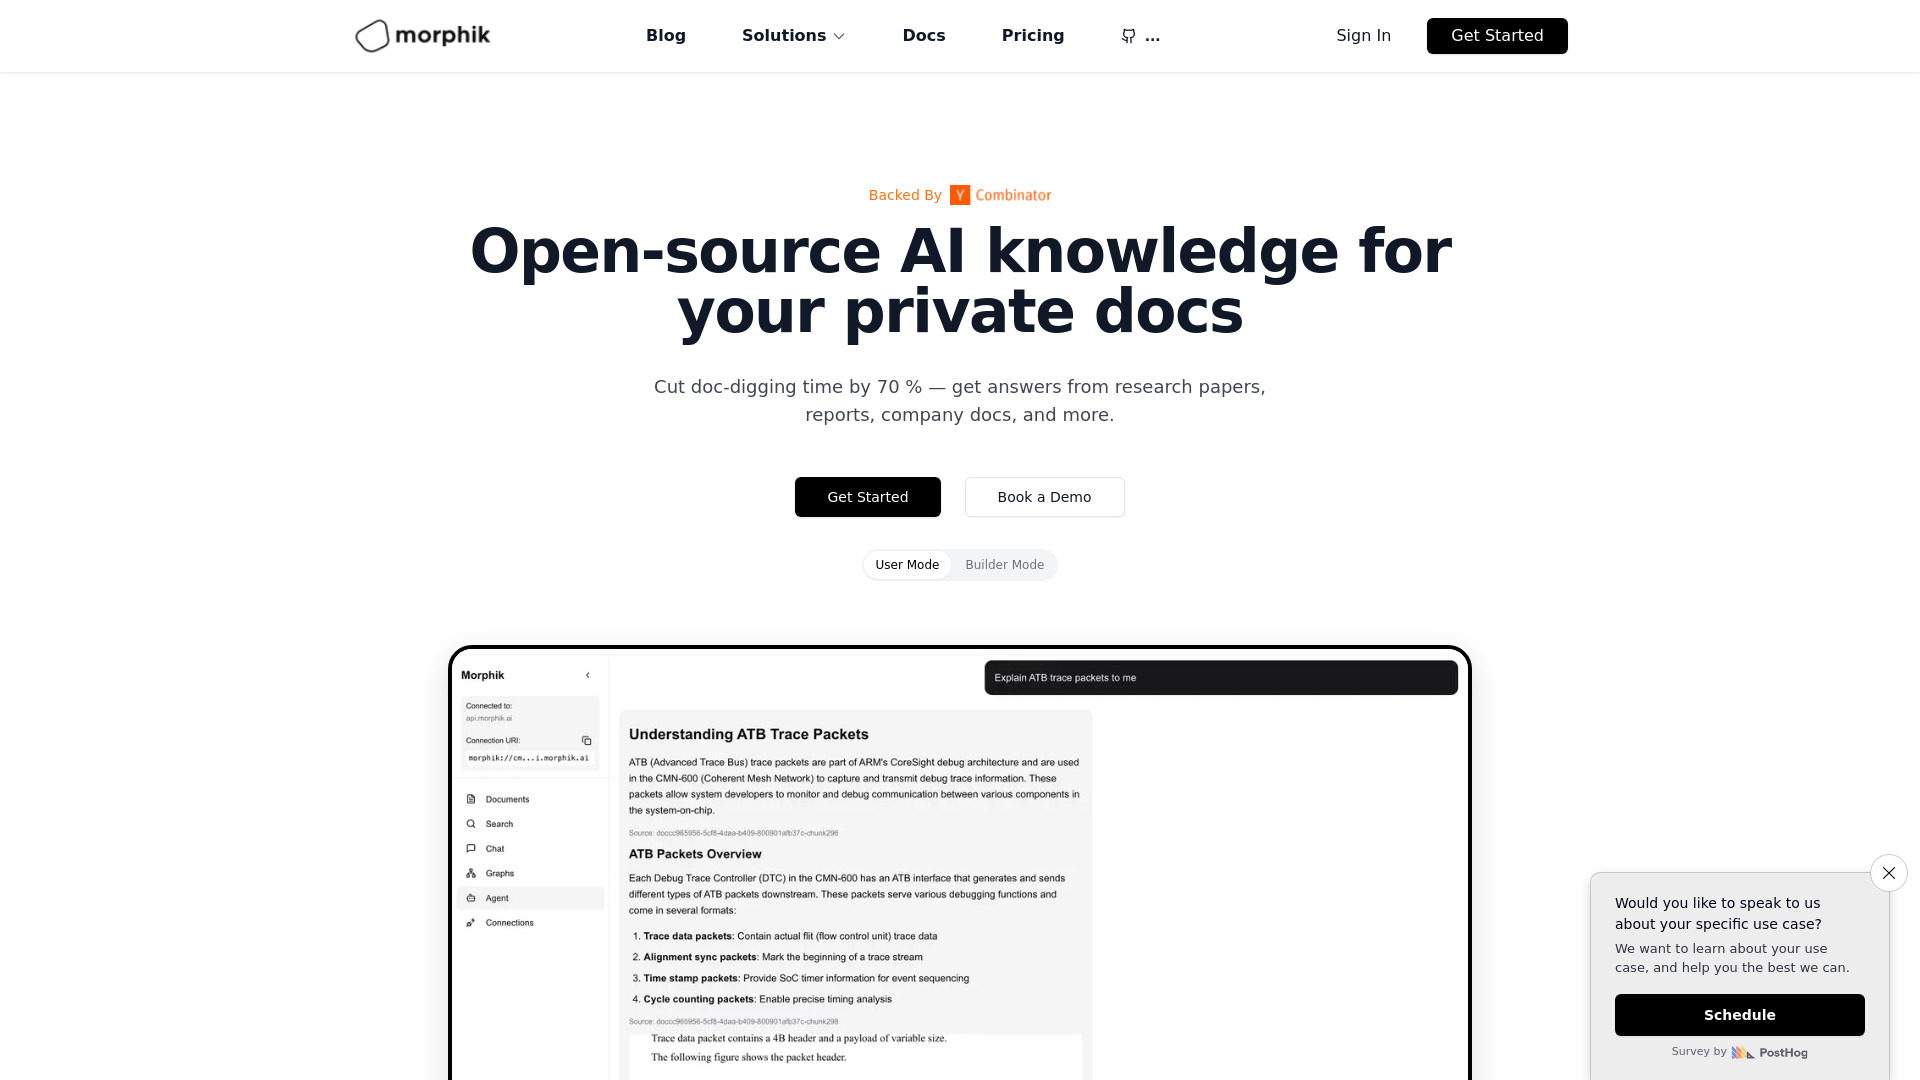 morphik
Blog
Solutions
Docs
Pricing
...
Sign In
Get Started
Backed By Y Combinator
Open-source AI knowledge for
your private docs
Cut doc-digging time by 70 % — get answers from research papers,
reports, company docs, and more.
Get Started
Book a Demo
User Mode
Builder Mode
Morphik
Connected to:
api.morphik.ai
Connection URI:
morphik://cm...i.morphik.ai
Documents
Search
Chat
Graphs
Agent
Connections
Explain ATB trace packets to me
Understanding ATB Trace Packets
ATB (Advanced Trace Bus) trace packets are part of ARM's CoreSight debug architecture and are used
in the CMN-600 (Coherent Mesh Network) to capture and transmit debug trace information. These
packets allow system developers to monitor and debug communication between various components in
the system-on-chip.
Source: doccc965956-5cf8-4daa-b409-800901afb37c-chunk296
ATB Packets Overview
Each Debug Trace Controller (DTC) in the CMN-600 has an ATB interface that generates and sends
different types of ATB packets downstream. These packets serve various debugging functions and
come in several formats:
1. Trace data packets: Contain actual flit (flow control unit) trace data
2. Alignment sync packets: Mark the beginning of a trace stream
3. Time stamp packets: Provide SoC timer information for event sequencing
4. Cycle counting packets: Enable precise timing analysis
Source: doccc965956-5cf8-4daa-b409-800901afb37c-chunk298
Trace data packet contains a 4B header and a payload of variable size.
The following figure shows the packet header.
Would you like to speak to us
about your specific use case?
We want to learn about your use
case, and help you the best we can.
Schedule
Survey by PostHog